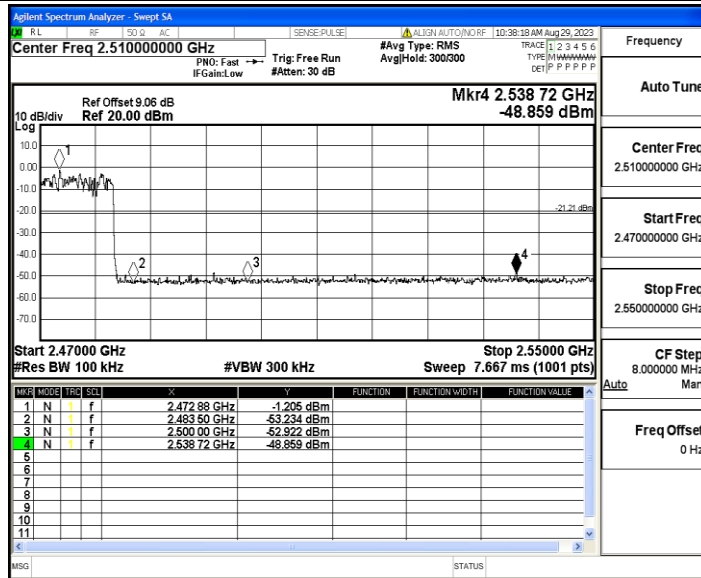 Agilent Spectrum Analyzer - Swept SA
RL RF 50 Ω AC SENSE:PULSE ALIGN AUTO/NO RF 10:38:18 AM Aug 29, 2023
Center Freq 2.510000000 GHz
PNO: Fast
IFGain:Low
Trig: Free Run
#Atten: 30 dB
#Avg Type: RMS
Avg|Hold: 300/300
TRACE 1 2 3 4 5 6
TYPE MWWWWW
DET P P P P P P
Mkr4 2.538 72 GHz
-48.859 dBm
Ref Offset 9.06 dB
10 dB/div Ref 20.00 dBm
Log
10.0
0.00
-10.0
-20.0
-30.0
-40.0
-50.0
-60.0
-70.0
1
2
3
4
-21.21 dBm
Start 2.47000 GHz Stop 2.55000 GHz
#Res BW 100 kHz #VBW 300 kHz Sweep 7.667 ms (1001 pts)
MKR MODE TRC SCL X Y FUNCTION FUNCTION WIDTH FUNCTION VALUE
1 N 1 f 2.472 88 GHz -1.205 dBm
2 N 1 f 2.483 50 GHz -53.234 dBm
3 N 1 f 2.500 00 GHz -52.922 dBm
4 N 1 f 2.538 72 GHz -48.859 dBm
5
6
7
8
9
10
11
MSG STATUS
Frequency
Auto Tune
Center Freq
2.510000000 GHz
Start Freq
2.470000000 GHz
Stop Freq
2.550000000 GHz
CF Step
8.000000 MHz
Auto Man
Freq Offset
0 Hz